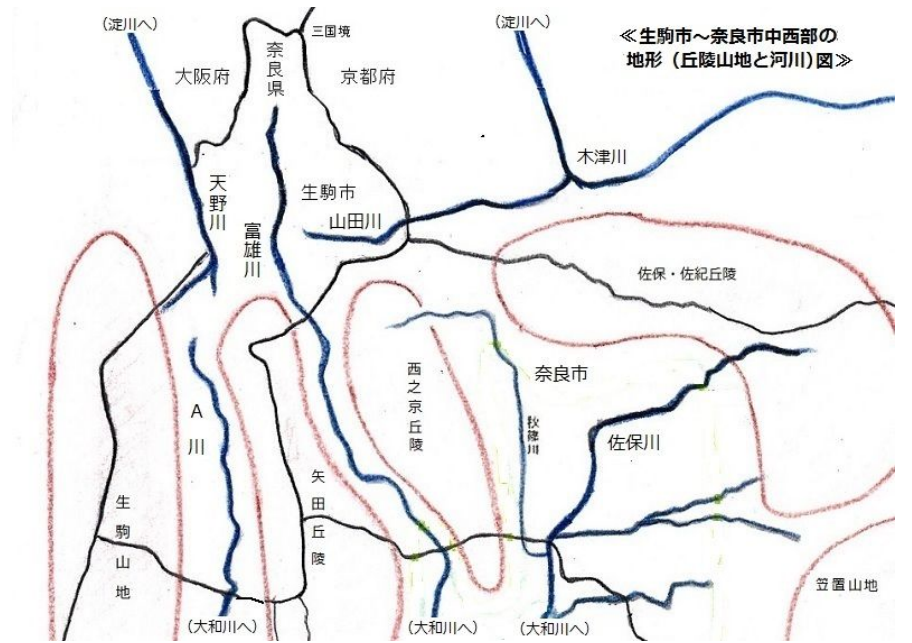 (淀川へ)
三国境
(淀川へ)
≪生駒市～奈良市中西部の
地形（丘陵山地と河川)図≫
大阪府
奈良県
京都府
木津川
天野川
生駒市
山田川
富雄川
佐保・佐紀丘陵
西之京丘陵
奈良市
A川
秋篠川
佐保川
生駒山地
矢田丘陵
笠置山地
(大和川へ)
(大和川へ)
(大和川へ)